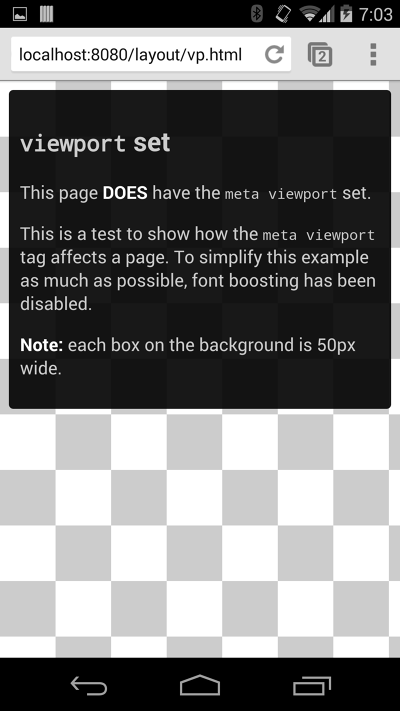 7:03
localhost:8080/layout/vp.html
2
viewport set
This page DOES have the meta viewport set.
This is a test to show how the meta viewport
tag affects a page. To simplify this example
as much as possible, font boosting has been
disabled.
Note: each box on the background is 50px
wide.